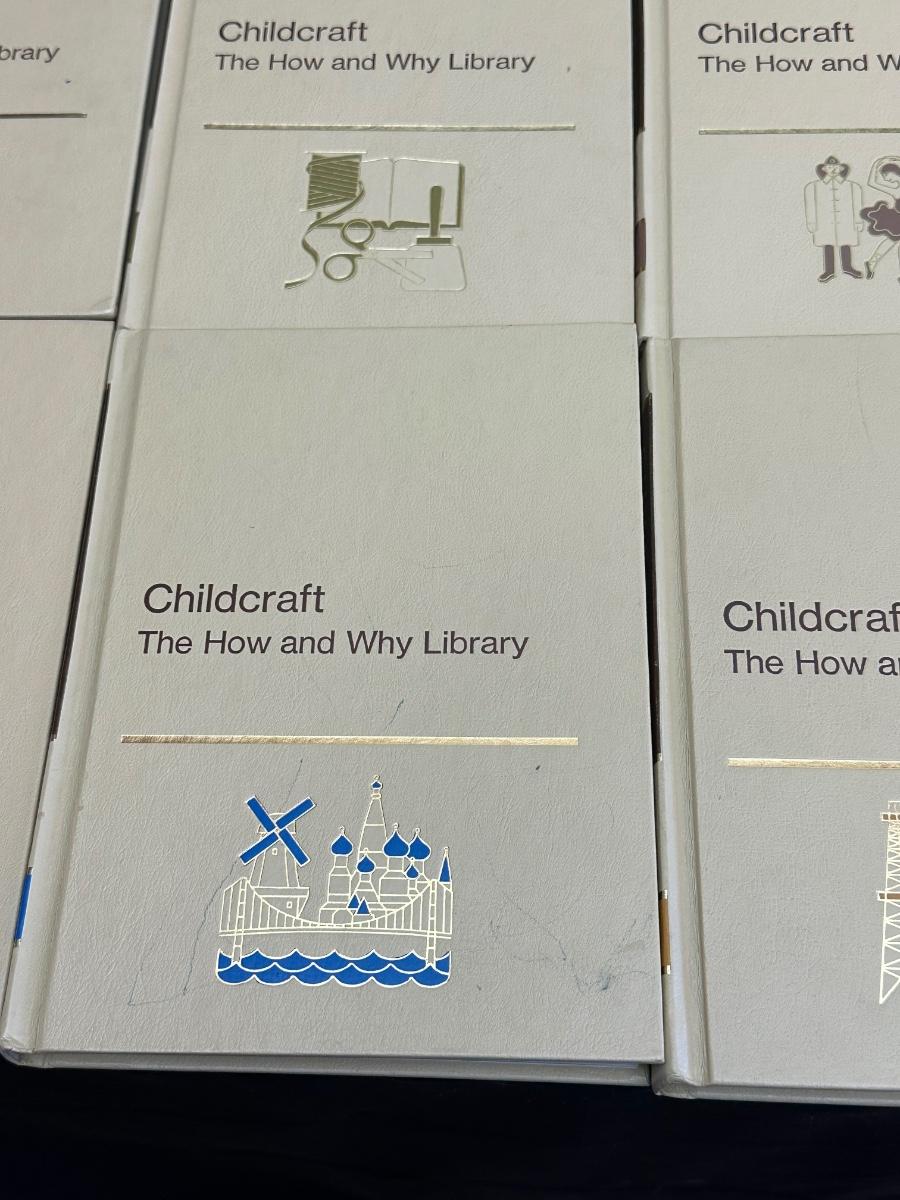 brary
Childcraft
The How and Why Library
Childcraft
The How and W
Childcraft
The How and Why Library
Childcraf
The How a